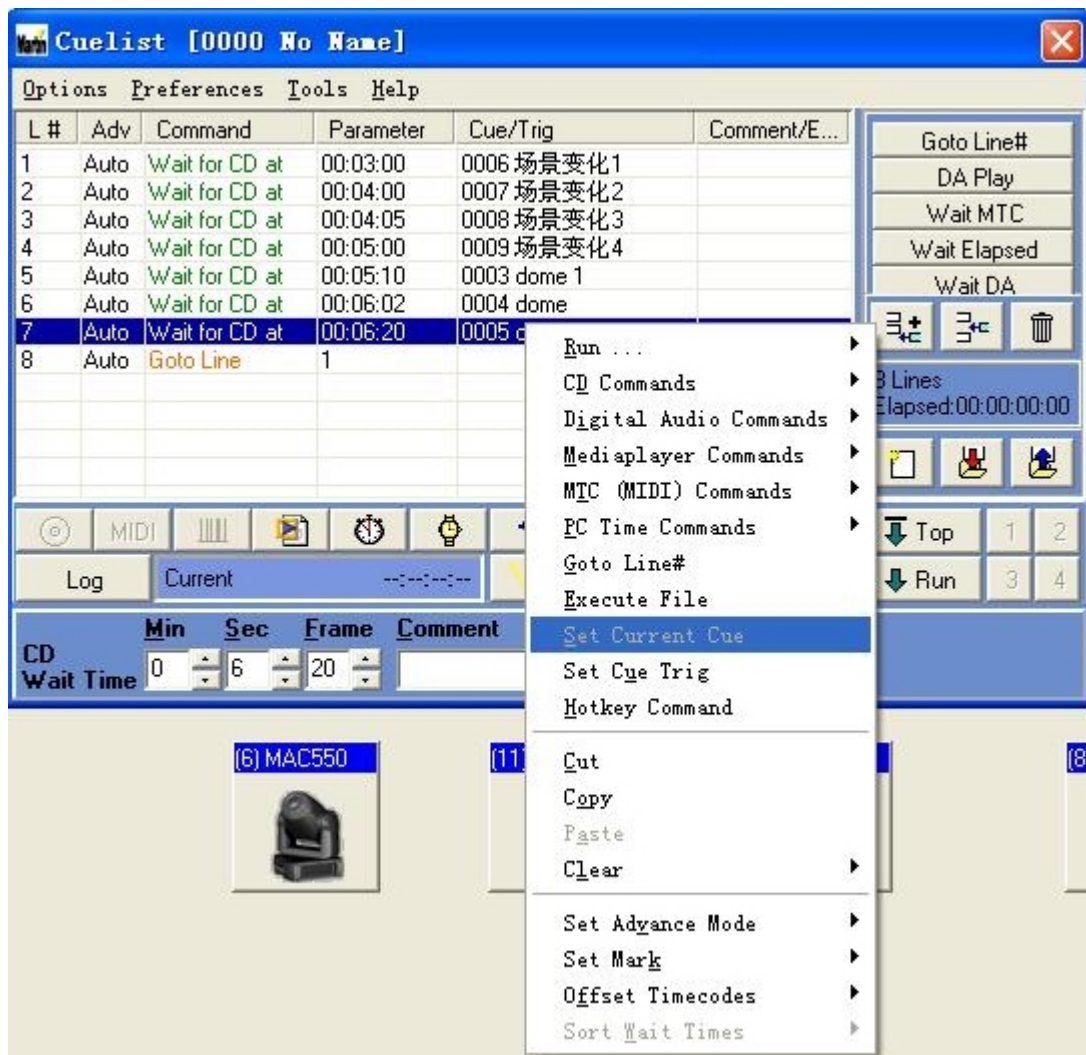 Martin Cuelist [0000 No Name]
Options Preferences Tools Help
L # Adv Command Parameter Cue/Trig Comment/E...
1 Auto Wait for CD at 00:03:00 0006 场景变化1
2 Auto Wait for CD at 00:04:00 0007 场景变化2
3 Auto Wait for CD at 00:04:05 0008 场景变化3
4 Auto Wait for CD at 00:05:00 0009 场景变化4
5 Auto Wait for CD at 00:05:10 0003 dome 1
6 Auto Wait for CD at 00:06:02 0004 dome
7 Auto Wait for CD at 00:06:20 0005
8 Auto Goto Line 1
Goto Line#
DA Play
Wait MTC
Wait Elapsed
Wait DA
Lines
Elapsed:00:00:00:00
Run ...
CD Commands
Digital Audio Commands
Mediaplayer Commands
MTC (MIDI) Commands
PC Time Commands
Goto Line#
Execute File
Set Current Cue
Set Cue Trig
Hotkey Command
Cut
Copy
Paste
Clear
Set Advance Mode
Set Mark
Offset Timecodes
Sort Wait Times
MIDI
Top 1 2
Log Current --:--:--:--
Run 3 4
Min Sec Frame Comment
CD
Wait Time 0 6 20
(6) MAC550
(11)
(8